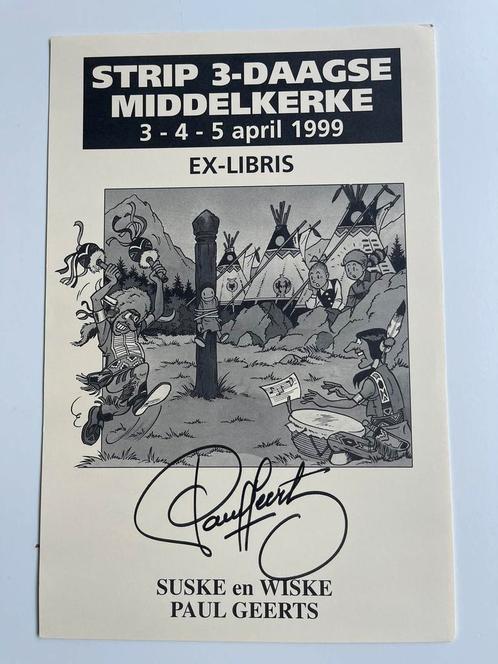 STRIP 3-DAAGSE
MIDDELKERKE
3 - 4 - 5 april 1999
EX-LIBRIS
Paul Geerts
SUSKE en WISKE
PAUL GEERTS